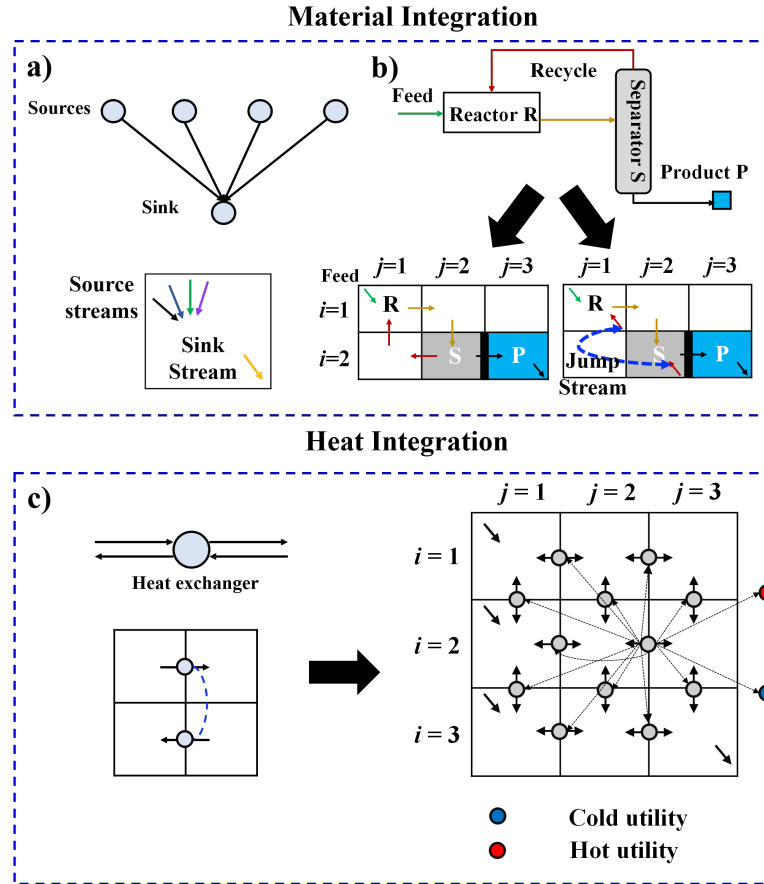 Material Integration
a)
b)
Sources
Sink
Recycle
Feed
Reactor R
Separator S
Product P
Source
streams
Sink
Stream
Feed
j=1 j=2 j=3
i=1
i=2
R
S
P
j=1 j=2 j=3
R
S
P
Jump
Stream
Heat Integration
c)
Heat exchanger
j = 1 j = 2 j = 3
i = 1
i = 2
i = 3
Cold utility
Hot utility